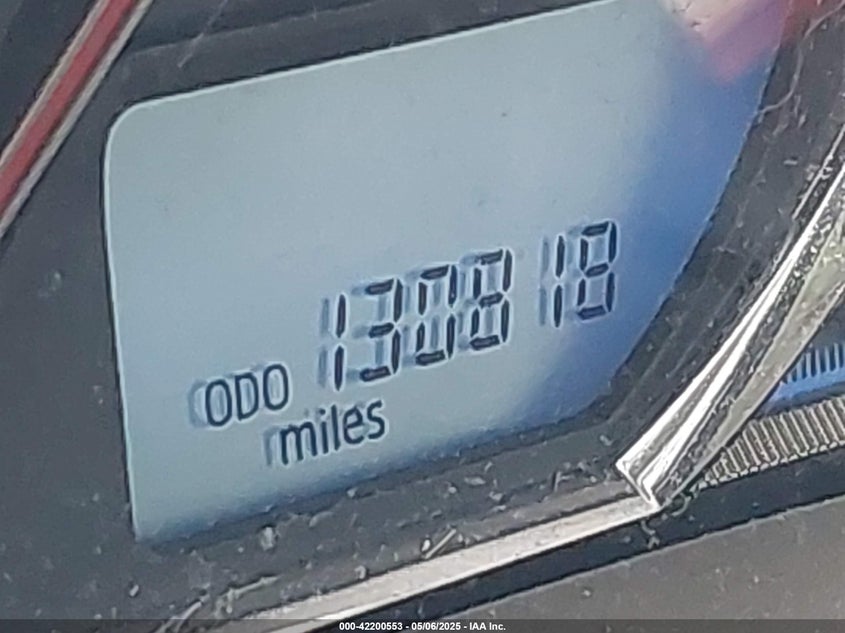 130818
ODO
miles
000-42200553 - 05/06/2025 - IAA Inc.